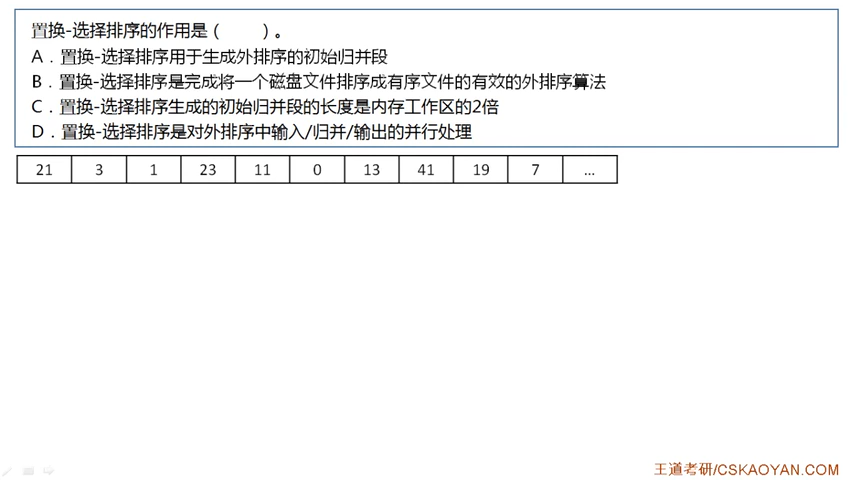 置换-选择排序的作用是（　　）。
A．置换-选择排序用于生成外排序的初始归并段
B．置换-选择排序是完成将一个磁盘文件排序成有序文件的有效的外排序算法
C．置换-选择排序生成的初始归并段的长度是内存工作区的2倍
D．置换-选择排序是对外排序中输入/归并/输出的并行处理
21 3 1 23 11 0 13 41 19 7 ...
王道考研/CSKAOYAN.COM